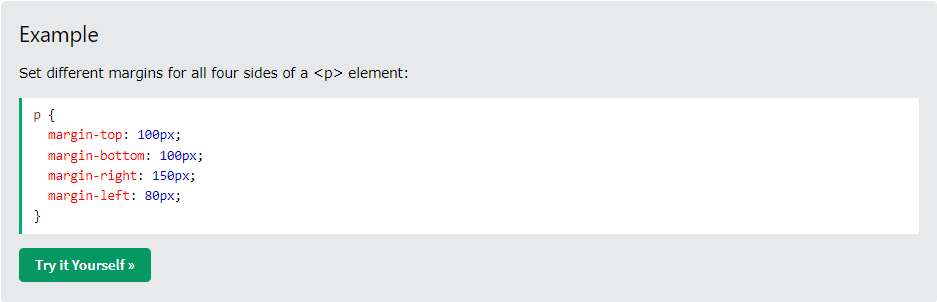 Example
Set different margins for all four sides of a <p> element:
p {
  margin-top: 100px;
  margin-bottom: 100px;
  margin-right: 150px;
  margin-left: 80px;
}
Try it Yourself »